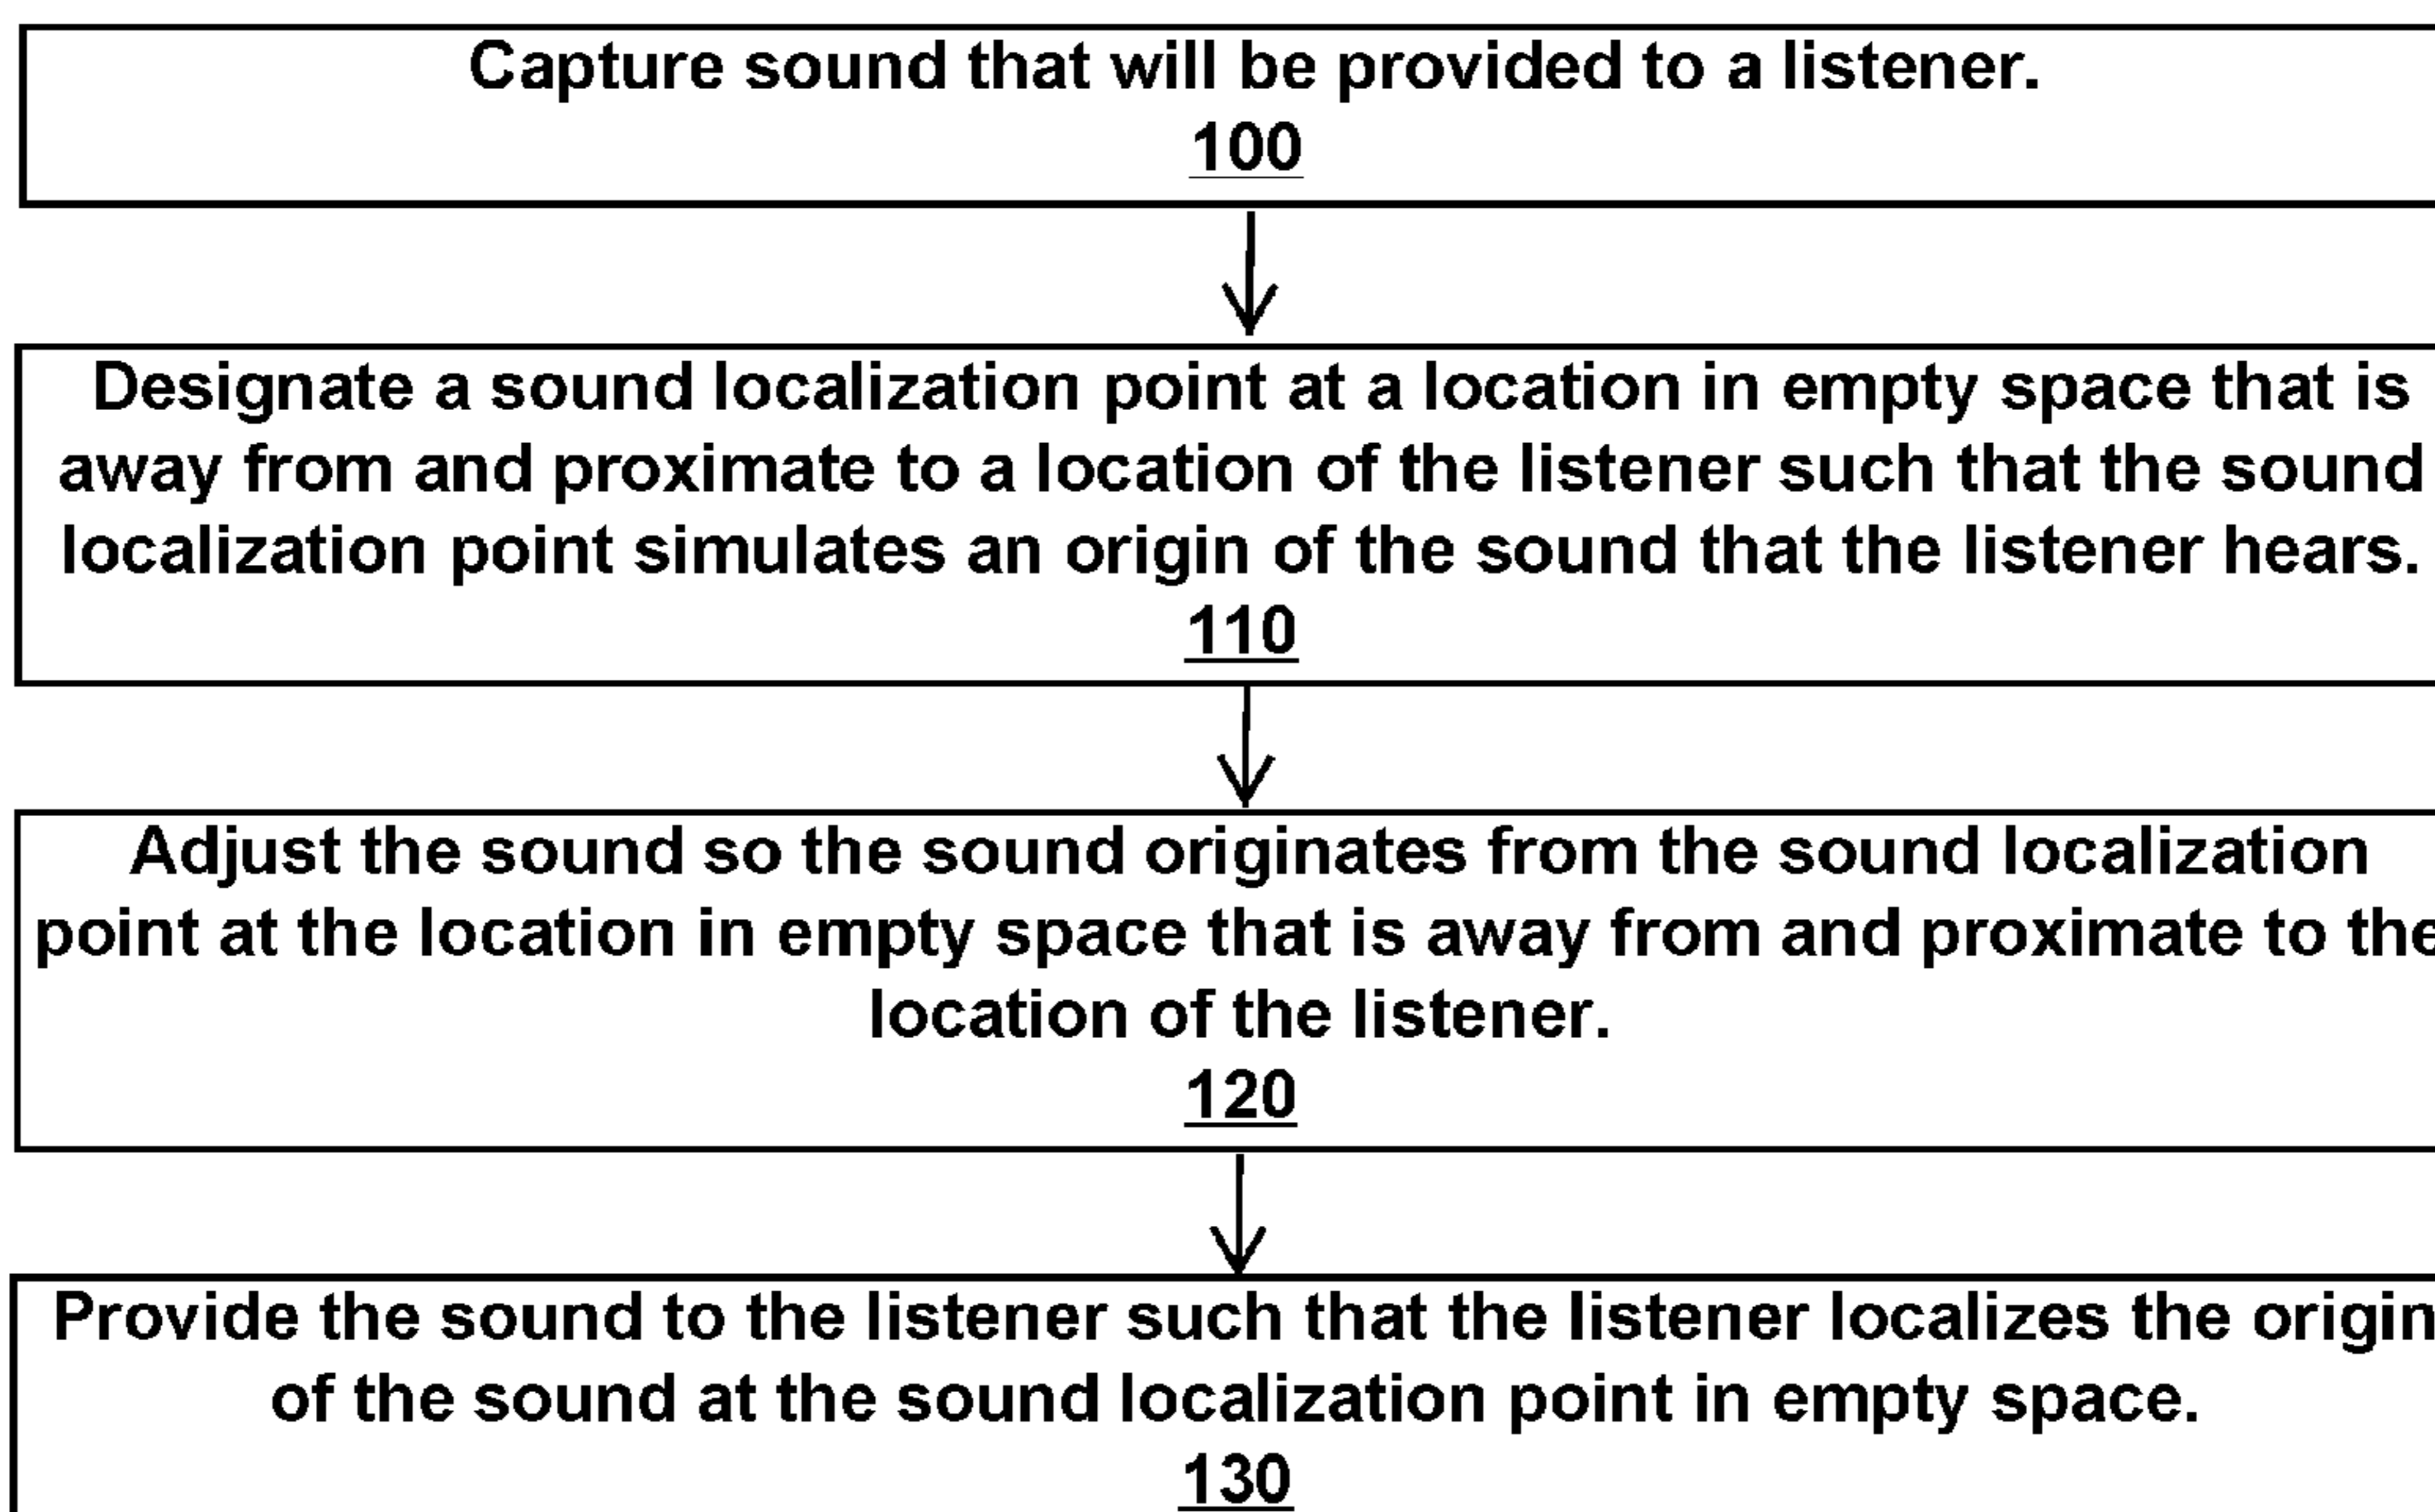 Capture sound that will be provided to a listener.
100
Designate a sound localization point at a location in empty space that is
away from and proximate to a location of the listener such that the sound
localization point simulates an origin of the sound that the listener hears.
110
Adjust the sound so the sound originates from the sound localization
point at the location in empty space that is away from and proximate to the
location of the listener.
120
Provide the sound to the listener such that the listener localizes the origin
of the sound at the sound localization point in empty space.
130